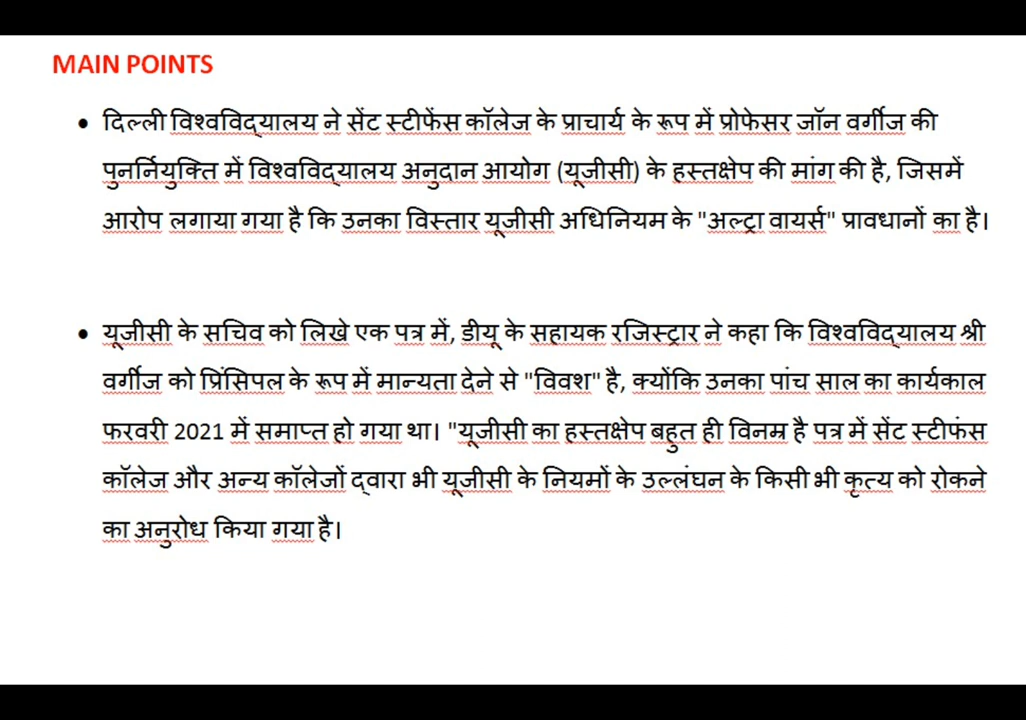 MAIN POINTS
• दिल्ली विश्वविद्यालय ने सेंट स्टीफेंस कॉलेज के प्राचार्य के रूप में प्रोफेसर जॉन वर्गीज की
पुनर्नियुक्ति में विश्वविद्यालय अनुदान आयोग (यूजीसी) के हस्तक्षेप की मांग की है, जिसमें
आरोप लगाया गया है कि उनका विस्तार यूजीसी अधिनियम के "अल्ट्रा वायर्स" प्रावधानों का है।
• यूजीसी के सचिव को लिखे एक पत्र में, डीयू के सहायक रजिस्ट्रार ने कहा कि विश्वविद्यालय श्री
वर्गीज को प्रिंसिपल के रूप में मान्यता देने से "विवश" है, क्योंकि उनका पांच साल का कार्यकाल
फरवरी 2021 में समाप्त हो गया था। "यूजीसी का हस्तक्षेप बहुत ही विनम्र है पत्र में सेंट स्टीफंस
कॉलेज और अन्य कॉलेजों द्वारा भी यूजीसी के नियमों के उल्लंघन के किसी भी कृत्य को रोकने
का अनुरोध किया गया है।